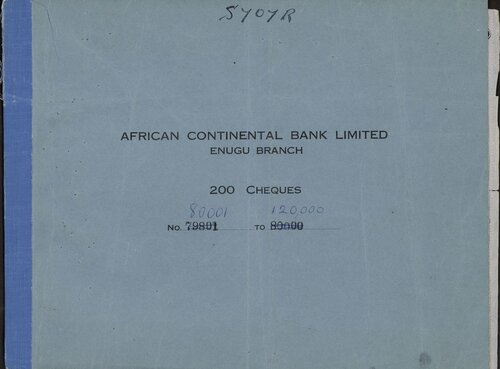 5707R
AFRICAN CONTINENTAL BANK LIMITED
ENUGU BRANCH
200 CHEQUES
80001 120,000
No. 79801 TO 80000